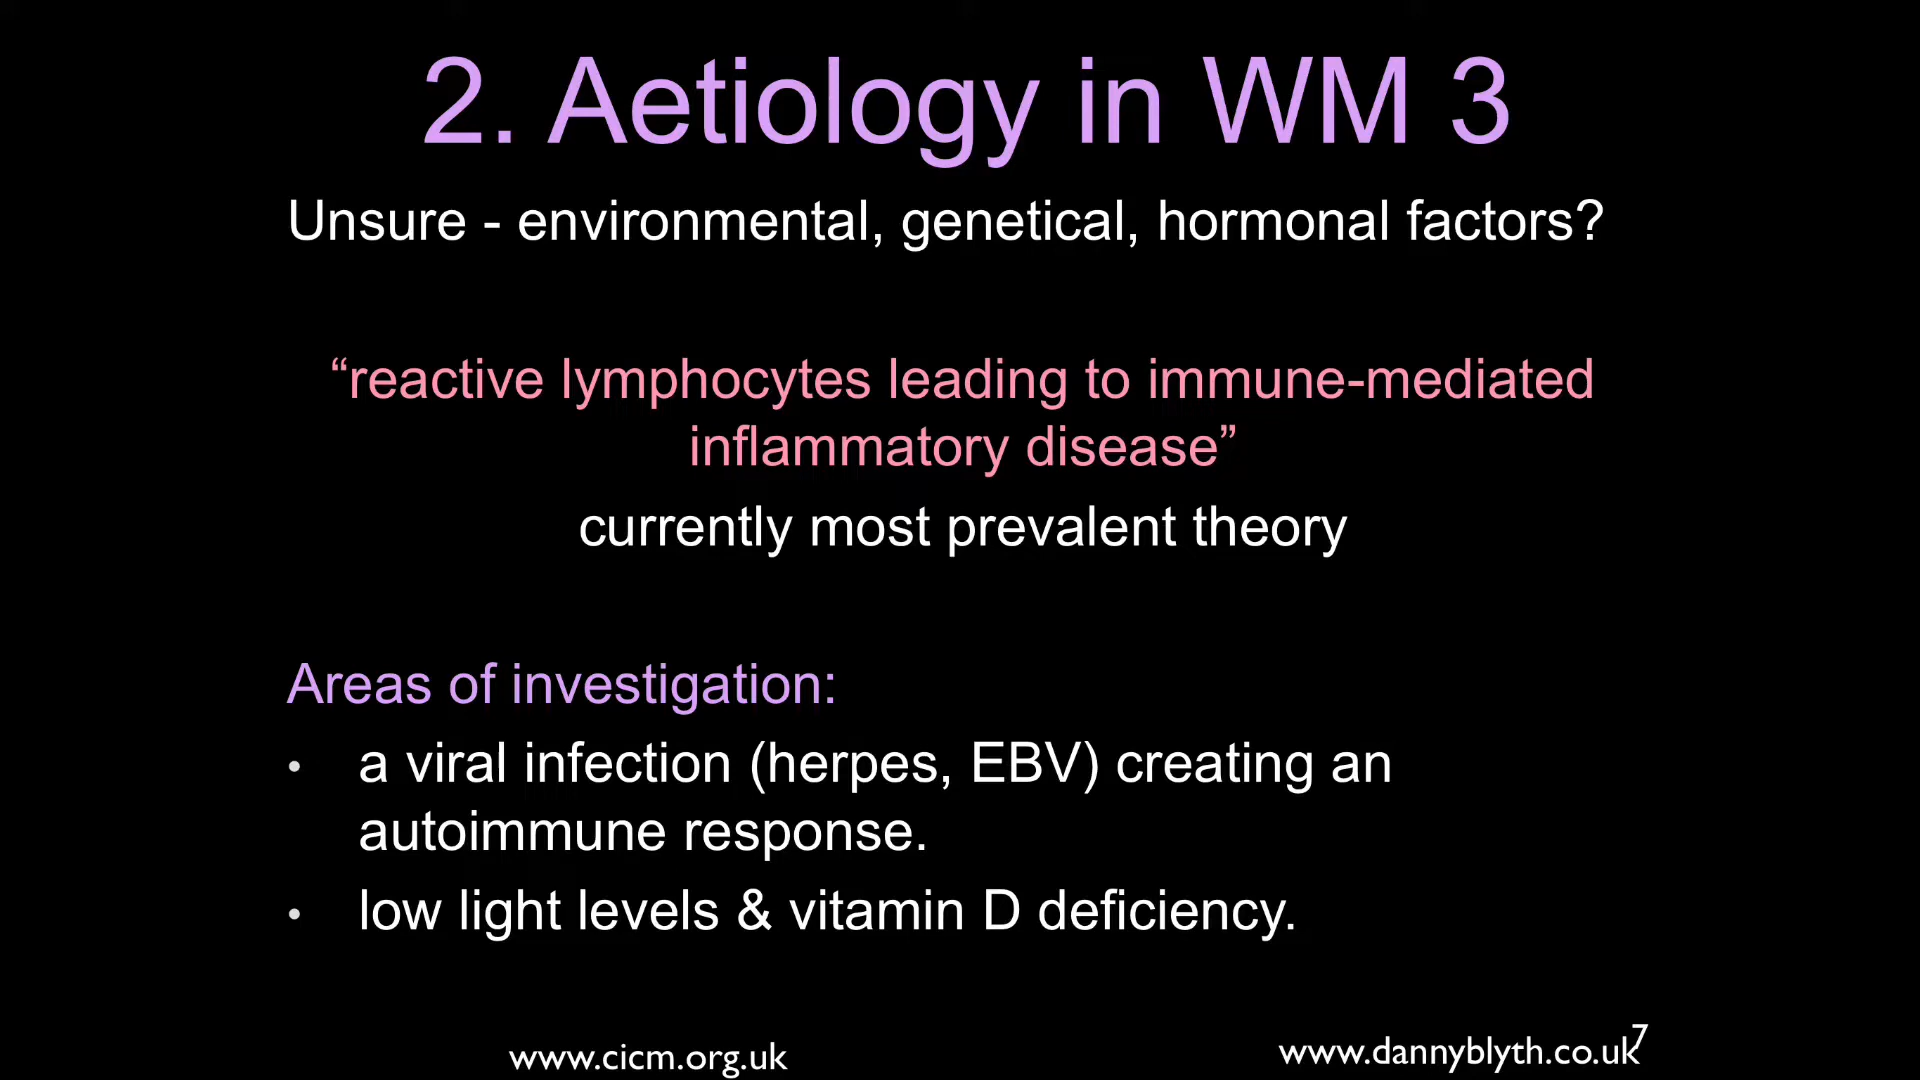 2. Aetiology in WM 3
Unsure - environmental, genetical, hormonal factors?
“reactive lymphocytes leading to immune-mediated
inflammatory disease”
currently most prevalent theory
Areas of investigation:
• a viral infection (herpes, EBV) creating an
autoimmune response.
• low light levels & vitamin D deficiency.
www.cicm.org.uk
www.dannyblyth.co.uk
7